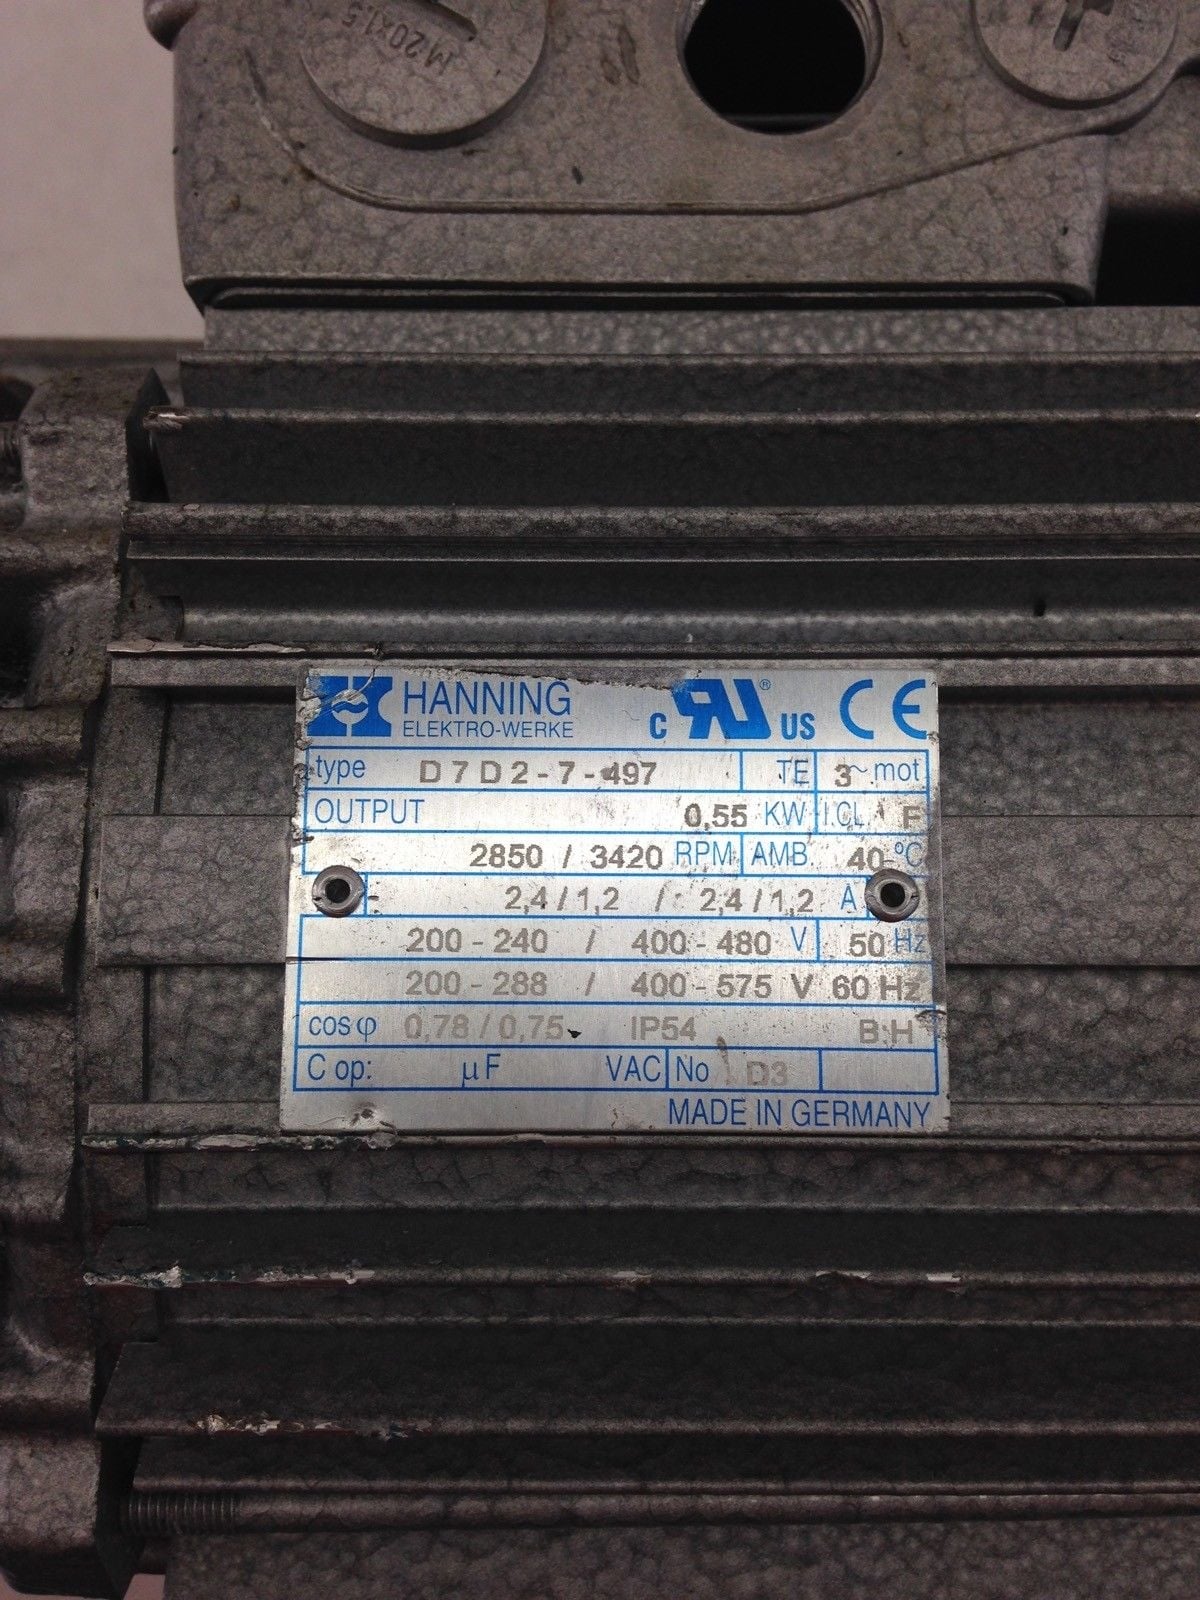 M20x1.5
HANNING
ELEKTRO-WERKE
c RU ® US CE
type D7D2-7-497 TE 3~mot
OUTPUT 0,55 KW I.CL F
2850 / 3420 RPM AMB. 40 °C
2,4/1,2 / 2,4/1,2 A
200-240 / 400-480 V 50 Hz
200-288 / 400-575 V 60 Hz
cosφ 0,78/0,75 IP54 BH
C op: µF VAC No D3
MADE IN GERMANY